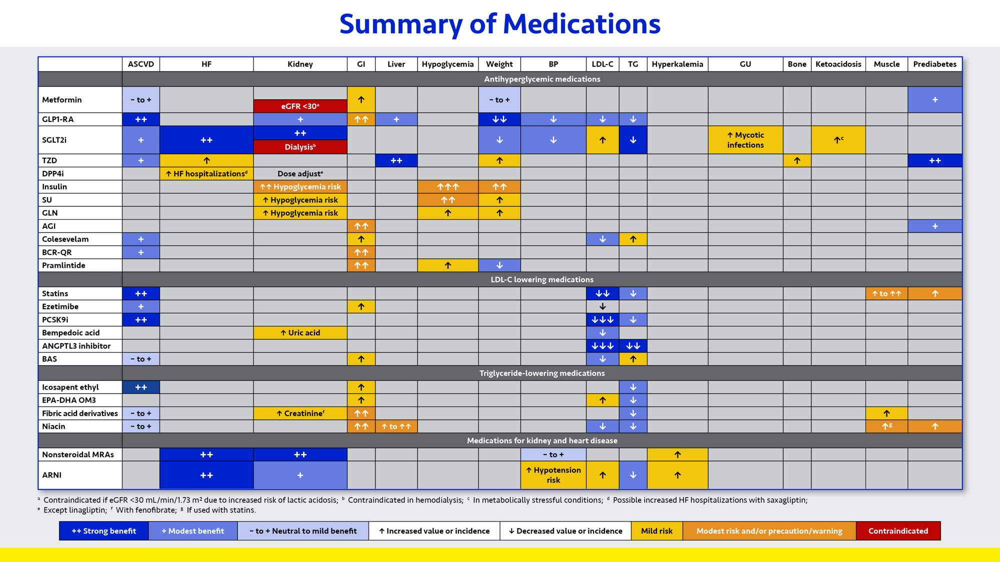 Summary of Medications
ASCVD HF Kidney GI Liver Hypoglycemia Weight BP LDL-C TG Hyperkalemia GU Bone Ketoacidosis Muscle Prediabetes
Antihyperglycemic medications
Metformin − to + eGFR <30ᵃ ↑ − to + +
GLP1-RA ++ + ↑↑ + ↓↓ ↓ ↓ ↓
SGLT2i + ++ ++ Dialysisᵇ ↓ ↓ ↑ ↓ ↑ Mycotic infections ↑ᶜ
TZD + ↑ ++ ↑ ↑ ++
DPP4i ↑ HF hospitalizationsᵈ Dose adjustᵉ
Insulin ↑↑ Hypoglycemia risk ↑↑↑ ↑↑
SU ↑ Hypoglycemia risk ↑↑ ↑
GLN ↑ Hypoglycemia risk ↑ ↑
AGI ↑↑ +
Colesevelam + ↑ ↓ ↑
BCR-QR + ↑↑
Pramlintide ↑↑ ↑ ↓
LDL-C lowering medications
Statins ++ ↓↓ ↓ ↑ to ↑↑ ↑
Ezetimibe + ↑ ↓
PCSK9i ++ ↓↓↓ ↓
Bempedoic acid ↑ Uric acid ↓
ANGPTL3 inhibitor ↓↓↓ ↓↓
BAS − to + ↑ ↓ ↑
Triglyceride-lowering medications
Icosapent ethyl ++ ↑ ↓
EPA-DHA OM3 ↑ ↑ ↓
Fibric acid derivatives − to + ↑ Creatinineᶠ ↑↑ ↓ ↑
Niacin − to + ↑↑ ↑ to ↑↑ ↓ ↓ ↑ᵍ ↑
Medications for kidney and heart disease
Nonsteroidal MRAs ++ ++ − to + ↑
ARNI ++ + ↑ Hypotension risk ↑ ↓ ↑
ᵃ Contraindicated if eGFR <30 mL/min/1.73 m² due to increased risk of lactic acidosis; ᵇ Contraindicated in hemodialysis; ᶜ In metabolically stressful conditions; ᵈ Possible increased HF hospitalizations with saxagliptin;
ᵉ Except linagliptin; ᶠ With fenofibrate; ᵍ If used with statins.
++ Strong benefit + Modest benefit − to + Neutral to mild benefit ↑ Increased value or incidence ↓ Decreased value or incidence Mild risk Modest risk and/or precaution/warning Contraindicated